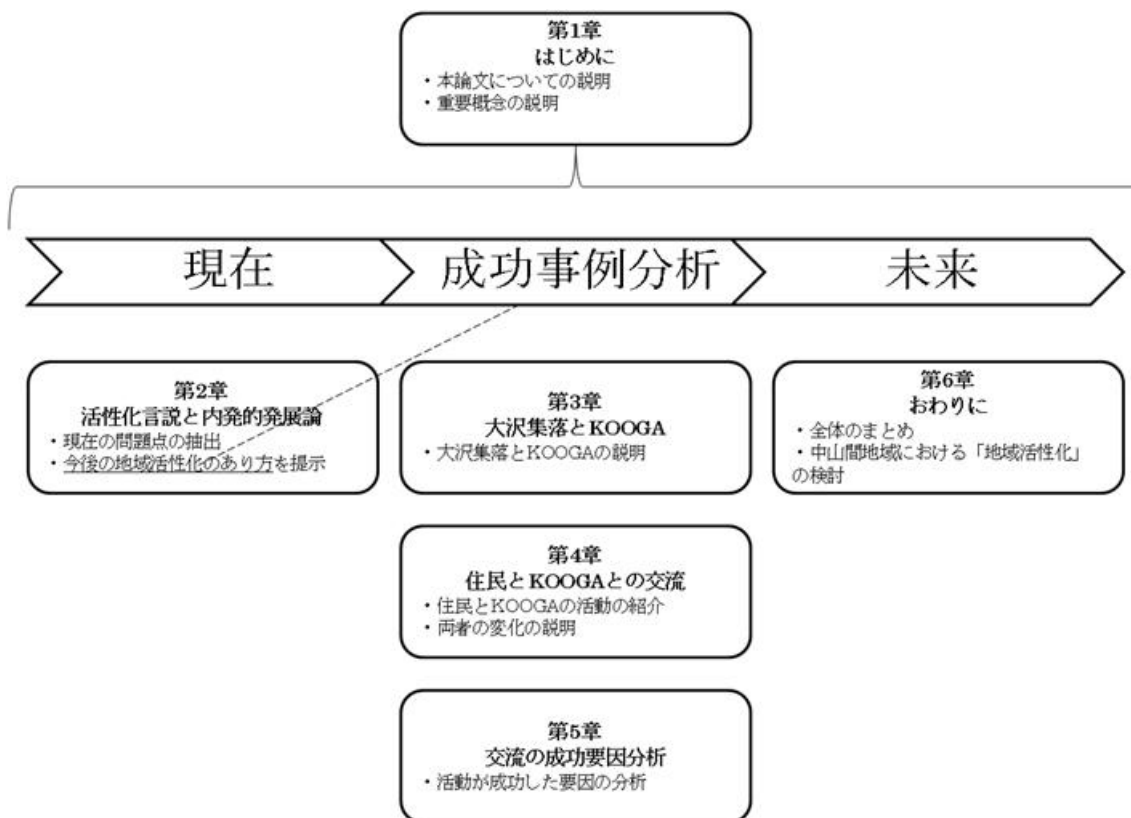 第1章
はじめに
・本論文についての説明
・重要概念の説明
現在
成功事例分析
未来
第2章
活性化言説と内発的発展論
・現在の問題点の抽出
・今後の地域活性化のあり方を提示
第3章
大沢集落とKOOGA
・大沢集落とKOOGAの説明
第4章
住民とKOOGAとの交流
・住民とKOOGAの活動の紹介
・両者の変化の説明
第5章
交流の成功要因分析
・活動が成功した要因の分析
第6章
おわりに
・全体のまとめ
・中山間地域における「地域活性化」
の検討